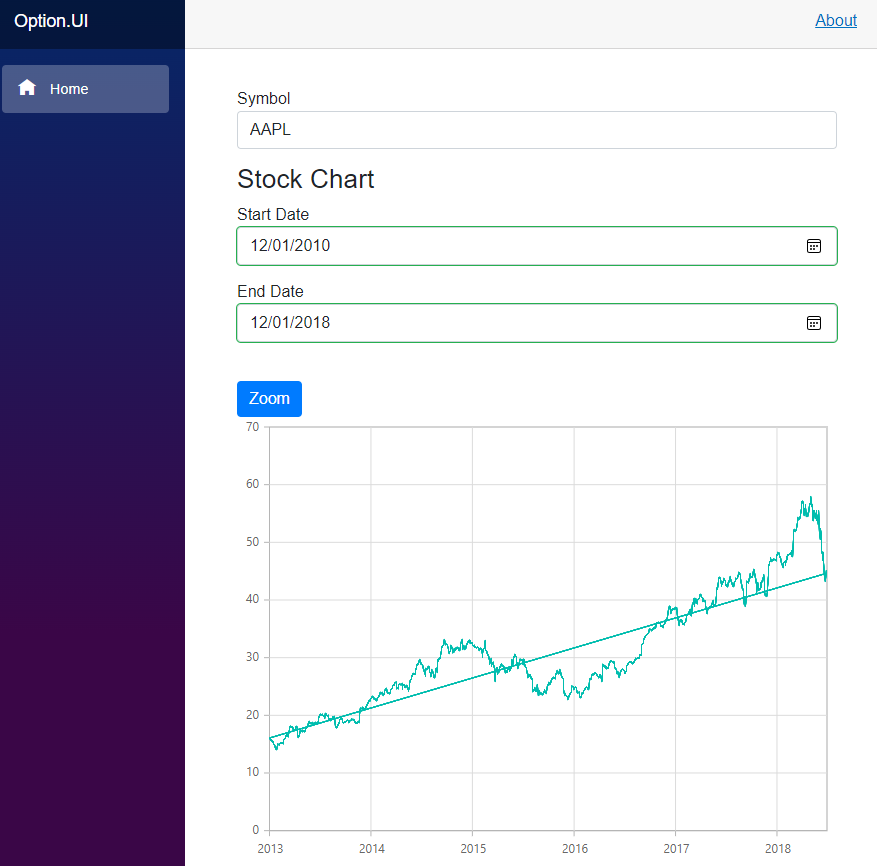 Option.UI
About
Home
Symbol
AAPL
Stock Chart
Start Date
12/01/2010
End Date
12/01/2018
Zoom
70
60
50
40
30
20
10
0
2013 2014 2015 2016 2017 2018